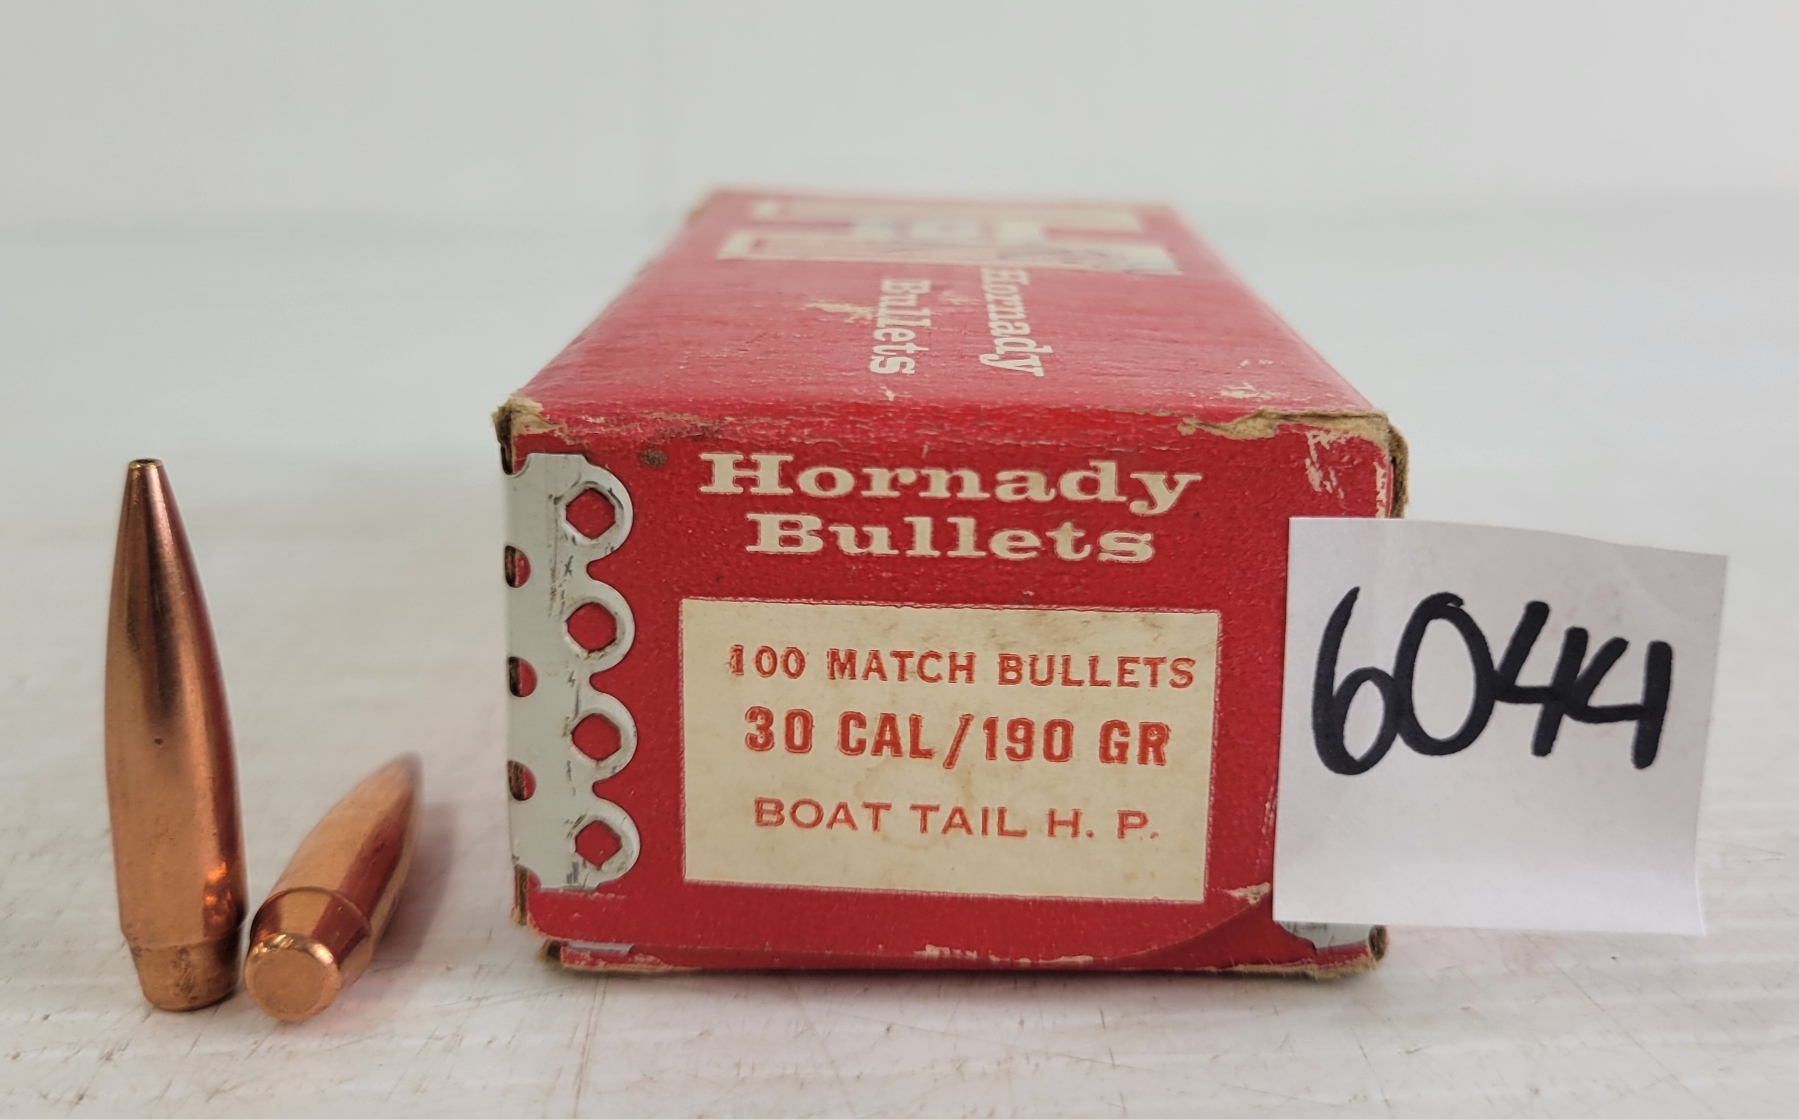 Hornady
Bullets
Hornady
Bullets
100 MATCH BULLETS
30 CAL/190 GR
BOAT TAIL H. P.
6044